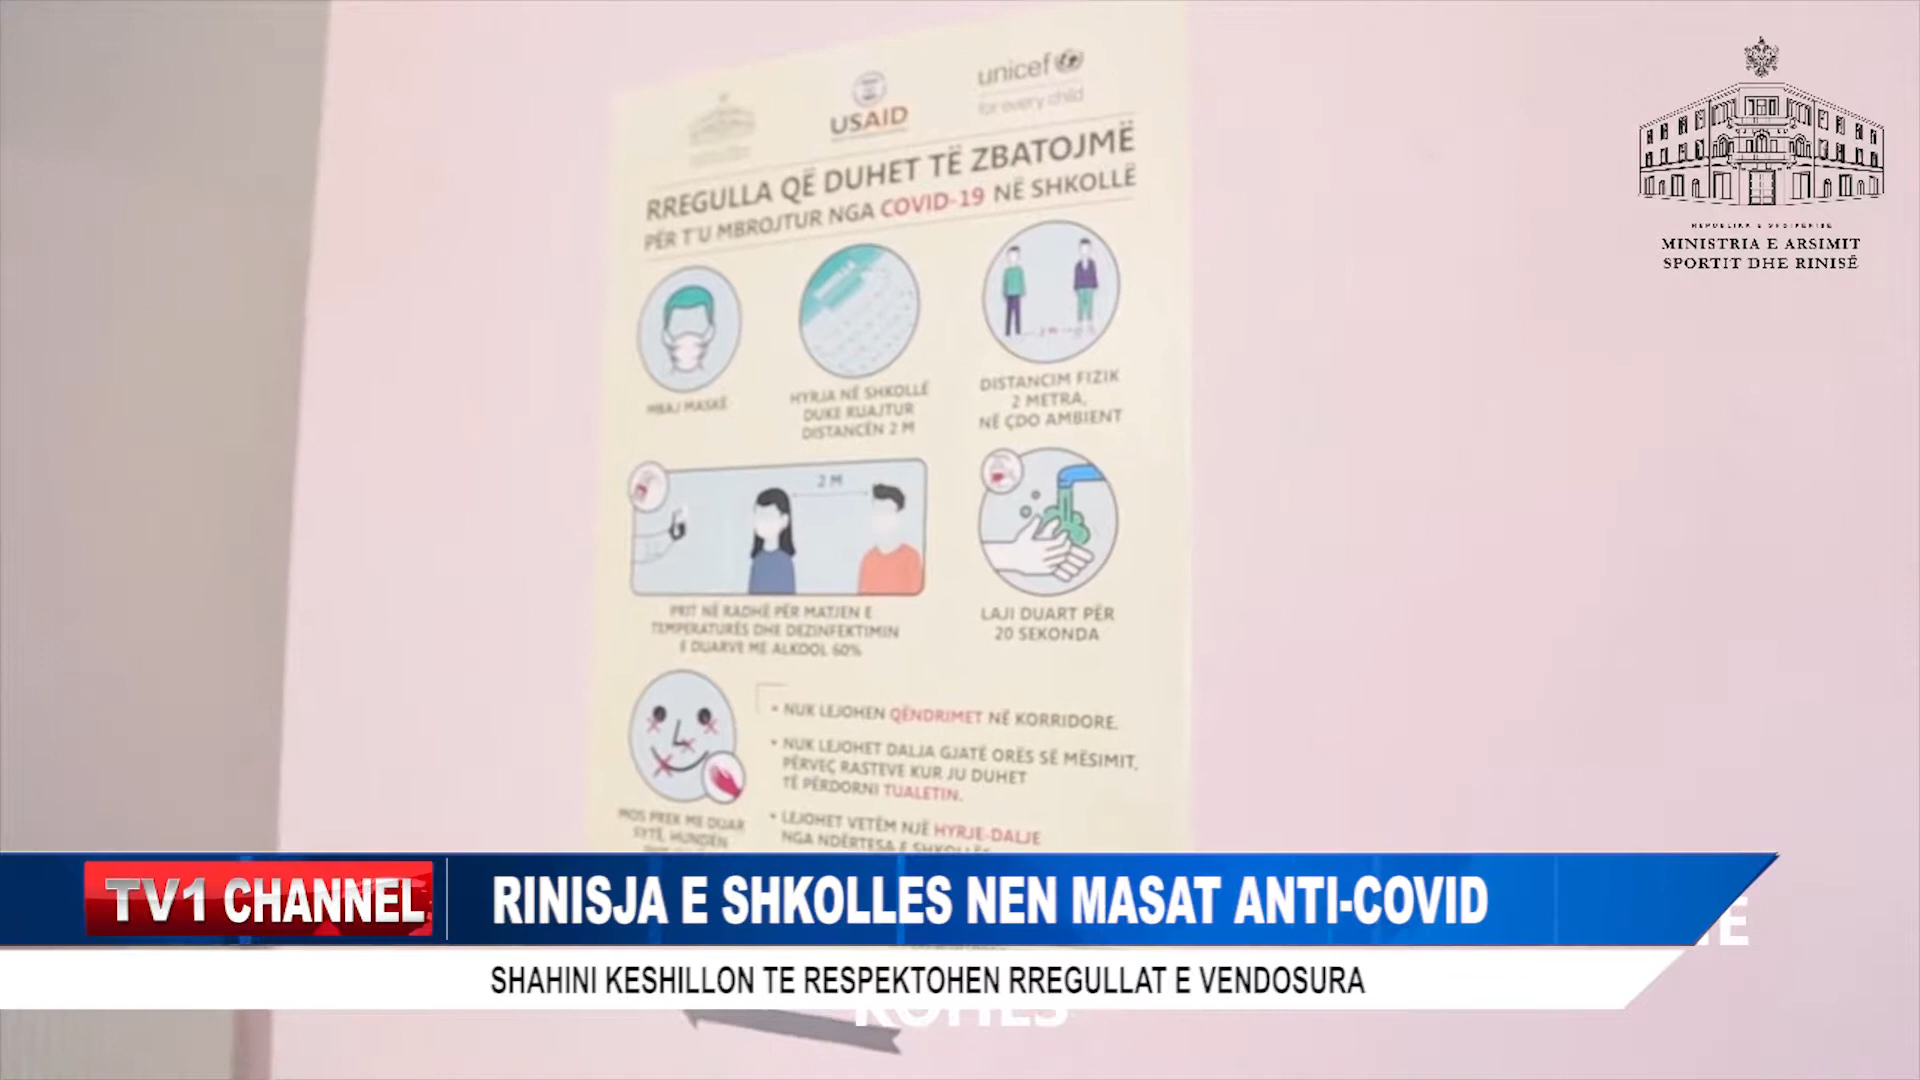 USAID
unicef
for every child
RREGULLA QË DUHET TË ZBATOJMË
PËR T'U MBROJTUR NGA COVID-19 NË SHKOLLË
MBAJ MASKË
HYRJA NË SHKOLLË
DUKE RUAJTUR
DISTANCËN 2 M
DISTANCIM FIZIK
2 METRA,
NË ÇDO AMBIENT
2 M
PRIT NË RADHË PËR MATJEN E
TEMPERATURËS DHE DEZINFEKTIMIN
E DUARVE ME ALKOOL 60%
LAJI DUART PËR
20 SEKONDA
MOS PREK ME DUAR
SYTË, HUNDËN
• NUK LEJOHEN QËNDRIMET NË KORRIDORE.
• NUK LEJOHET DALJA GJATË ORËS SË MËSIMIT,
PËRVEÇ RASTEVE KUR JU DUHET
TË PËRDORNI TUALETIN.
• LEJOHET VETËM NJË HYRJE-DALJE
NGA NDËRTESA E SHKOLLËS
REPUBLIKA E SHQIPËRISË
MINISTRIA E ARSIMIT
SPORTIT DHE RINISË
TV1 CHANNEL
RINISJA E SHKOLLES NEN MASAT ANTI-COVID
SHAHINI KESHILLON TE RESPEKTOHEN RREGULLAT E VENDOSURA